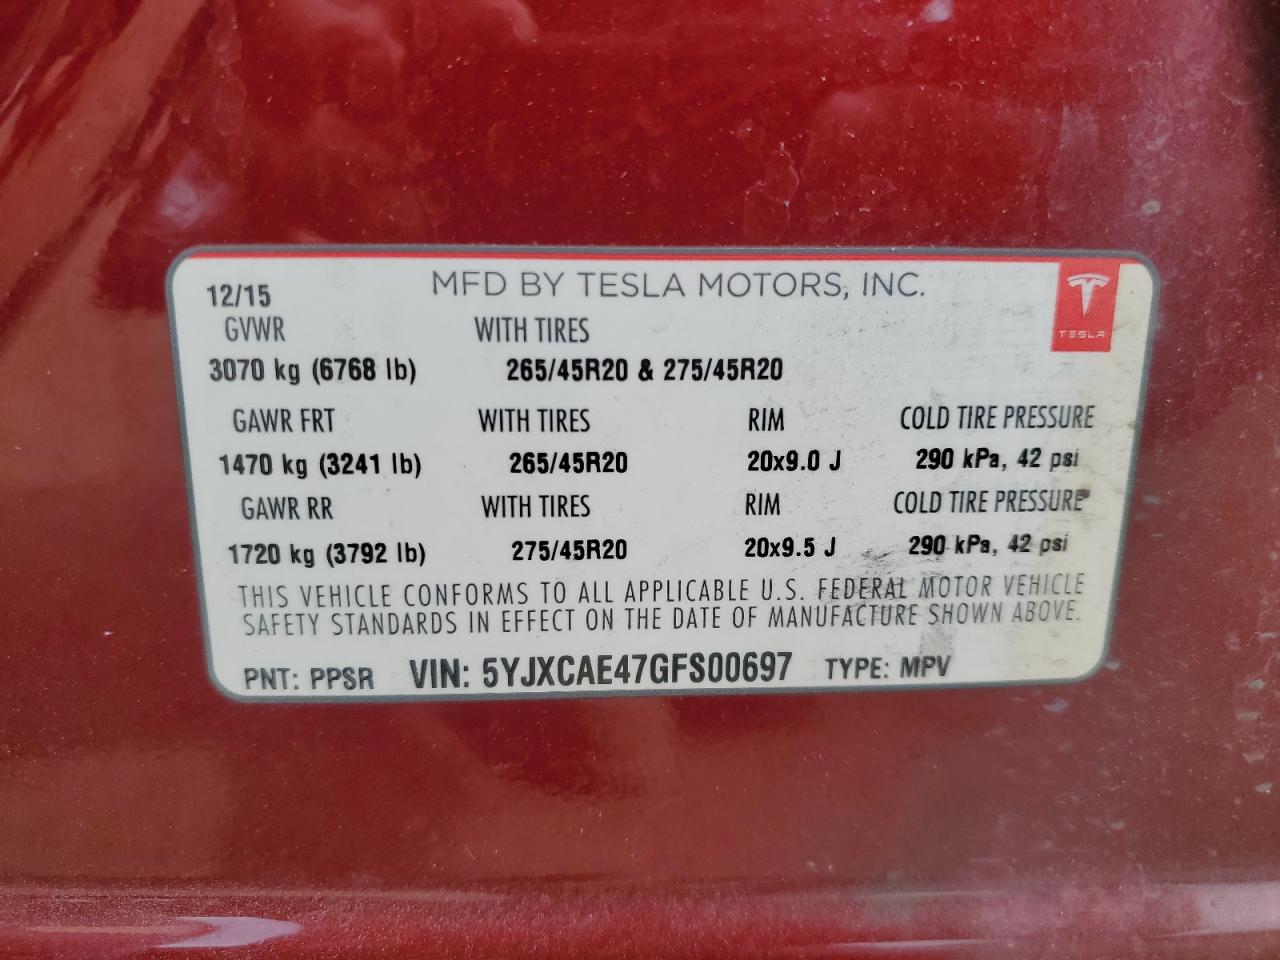 MFD BY TESLA MOTORS, INC.
12/15
TESLA
GVWR WITH TIRES
3070 kg (6768 lb) 265/45R20 & 275/45R20
GAWR FRT WITH TIRES RIM COLD TIRE PRESSURE
1470 kg (3241 lb) 265/45R20 20x9.0 J 290 kPa, 42 psi
GAWR RR WITH TIRES RIM COLD TIRE PRESSURE
1720 kg (3792 lb) 275/45R20 20x9.5 J 290 kPa, 42 psi
THIS VEHICLE CONFORMS TO ALL APPLICABLE U.S. FEDERAL MOTOR VEHICLE
SAFETY STANDARDS IN EFFECT ON THE DATE OF MANUFACTURE SHOWN ABOVE.
PNT: PPSR VIN: 5YJXCAE47GFS00697 TYPE: MPV